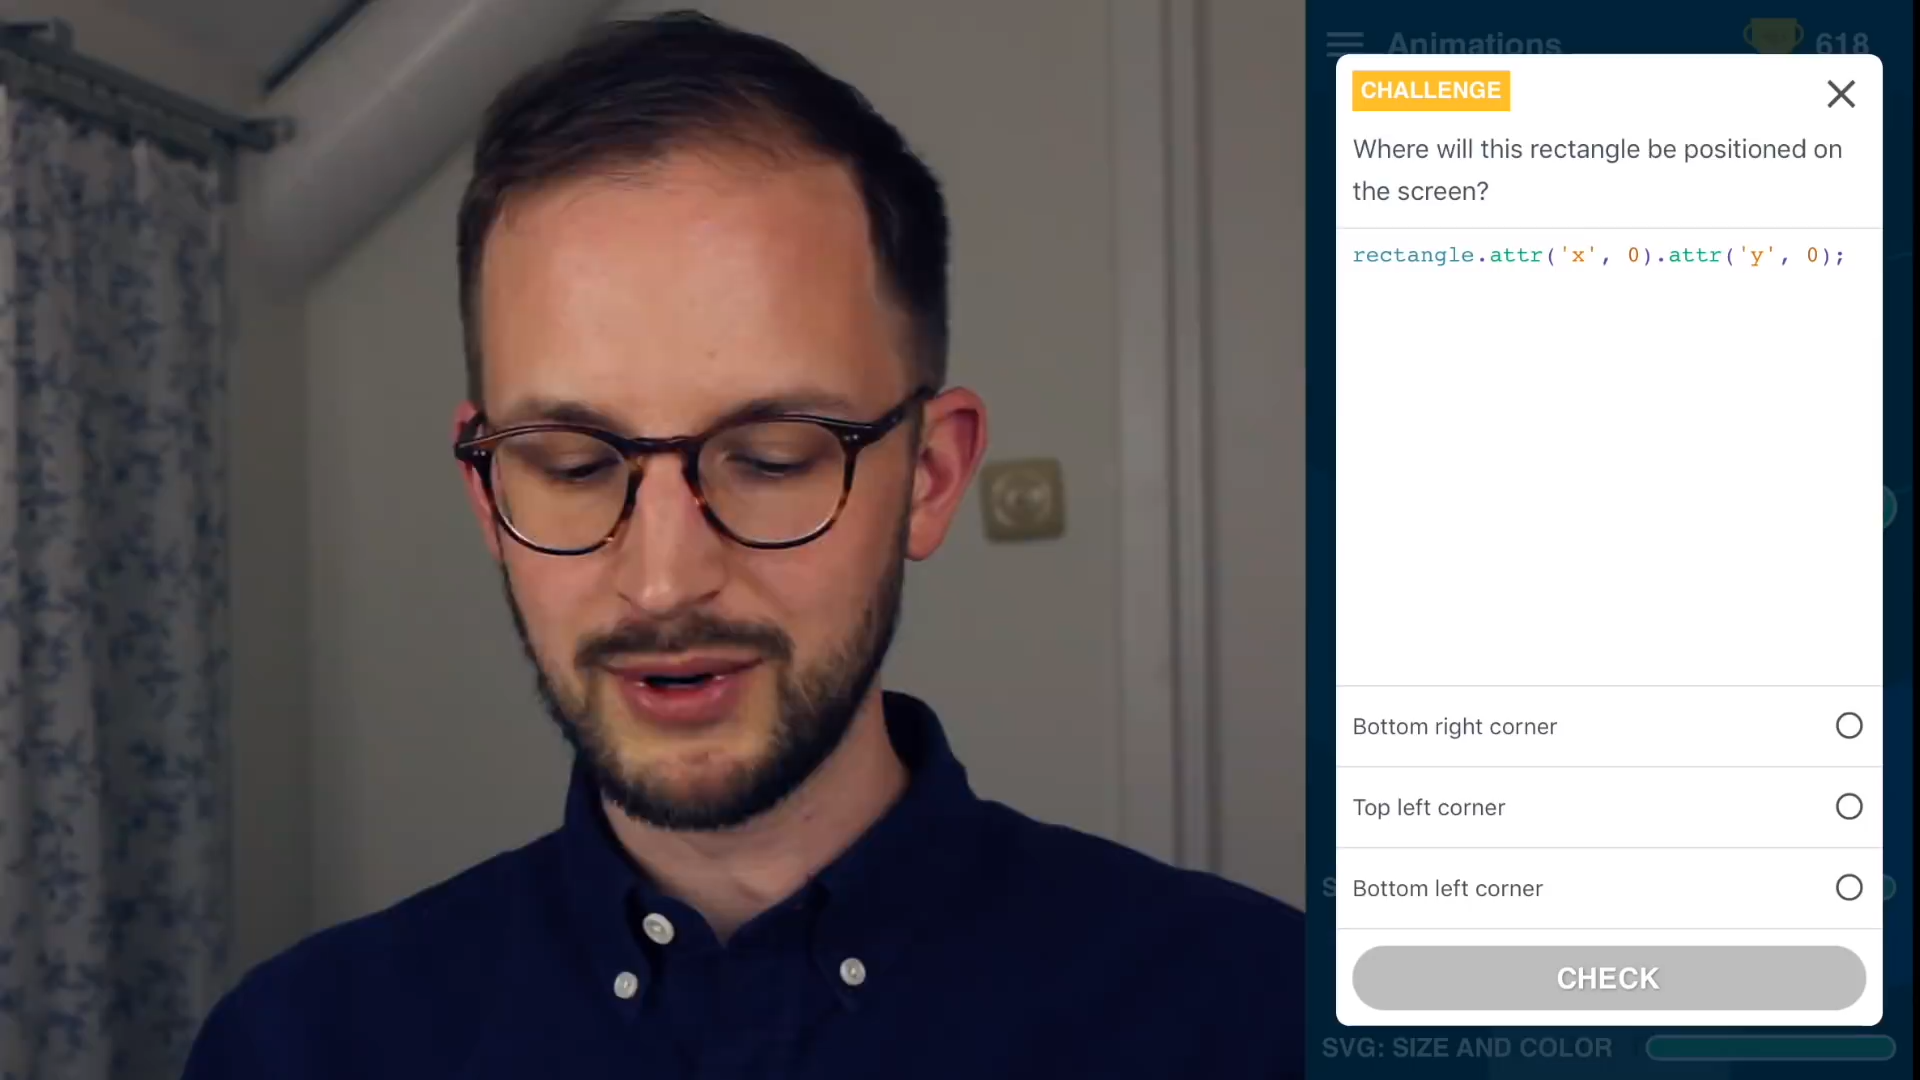 Animations
618
CHALLENGE
Where will this rectangle be positioned on
the screen?
rectangle.attr('x', 0).attr('y', 0);
Bottom right corner
Top left corner
Bottom left corner
CHECK
SVG: SIZE AND COLOR